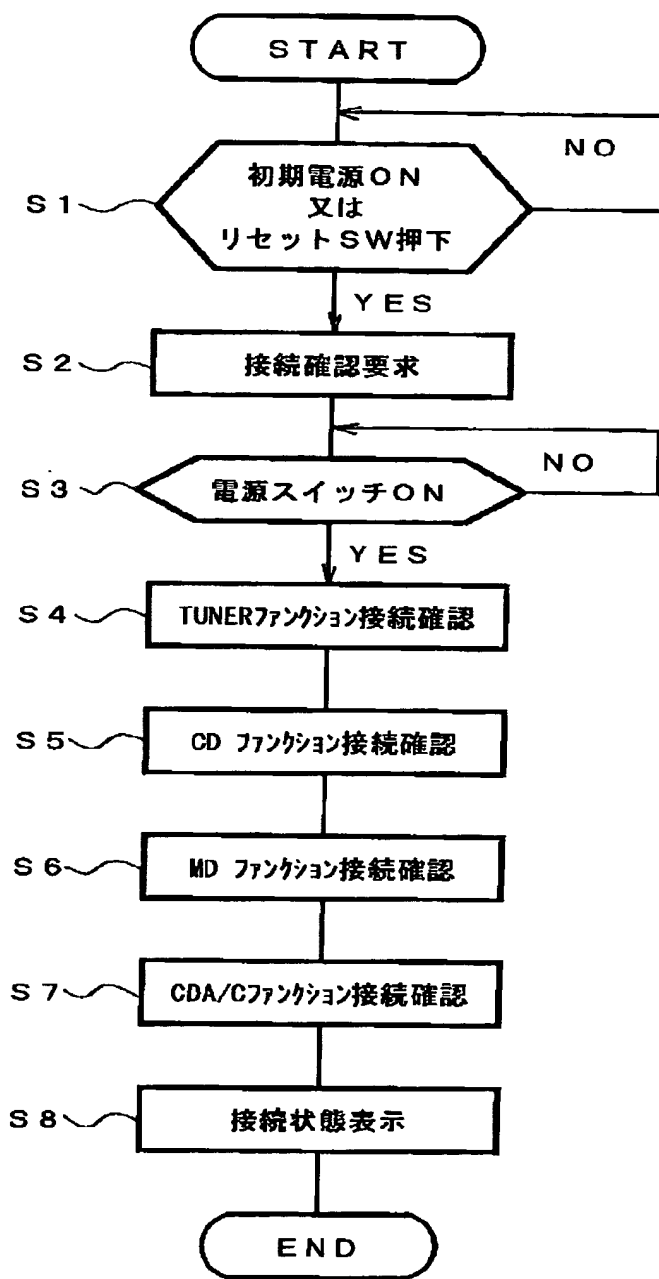 START
NO
S1
初期電源ON
又は
リセットSW押下
YES
S2
接続確認要求
NO
S3
電源スイッチON
YES
S4
TUNERファンクション接続確認
S5
CD ファンクション接続確認
S6
MD ファンクション接続確認
S7
CDA/Cファンクション接続確認
S8
接続状態表示
END